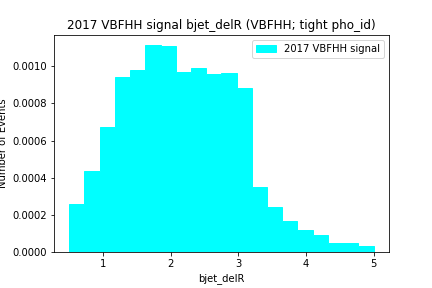 2017 VBFHH signal bjet_delR (VBFHH; tight pho_id)
2017 VBFHH signal
Number of Events
0.0010
0.0008
0.0006
0.0004
0.0002
0.0000
1 2 3 4 5
bjet_delR